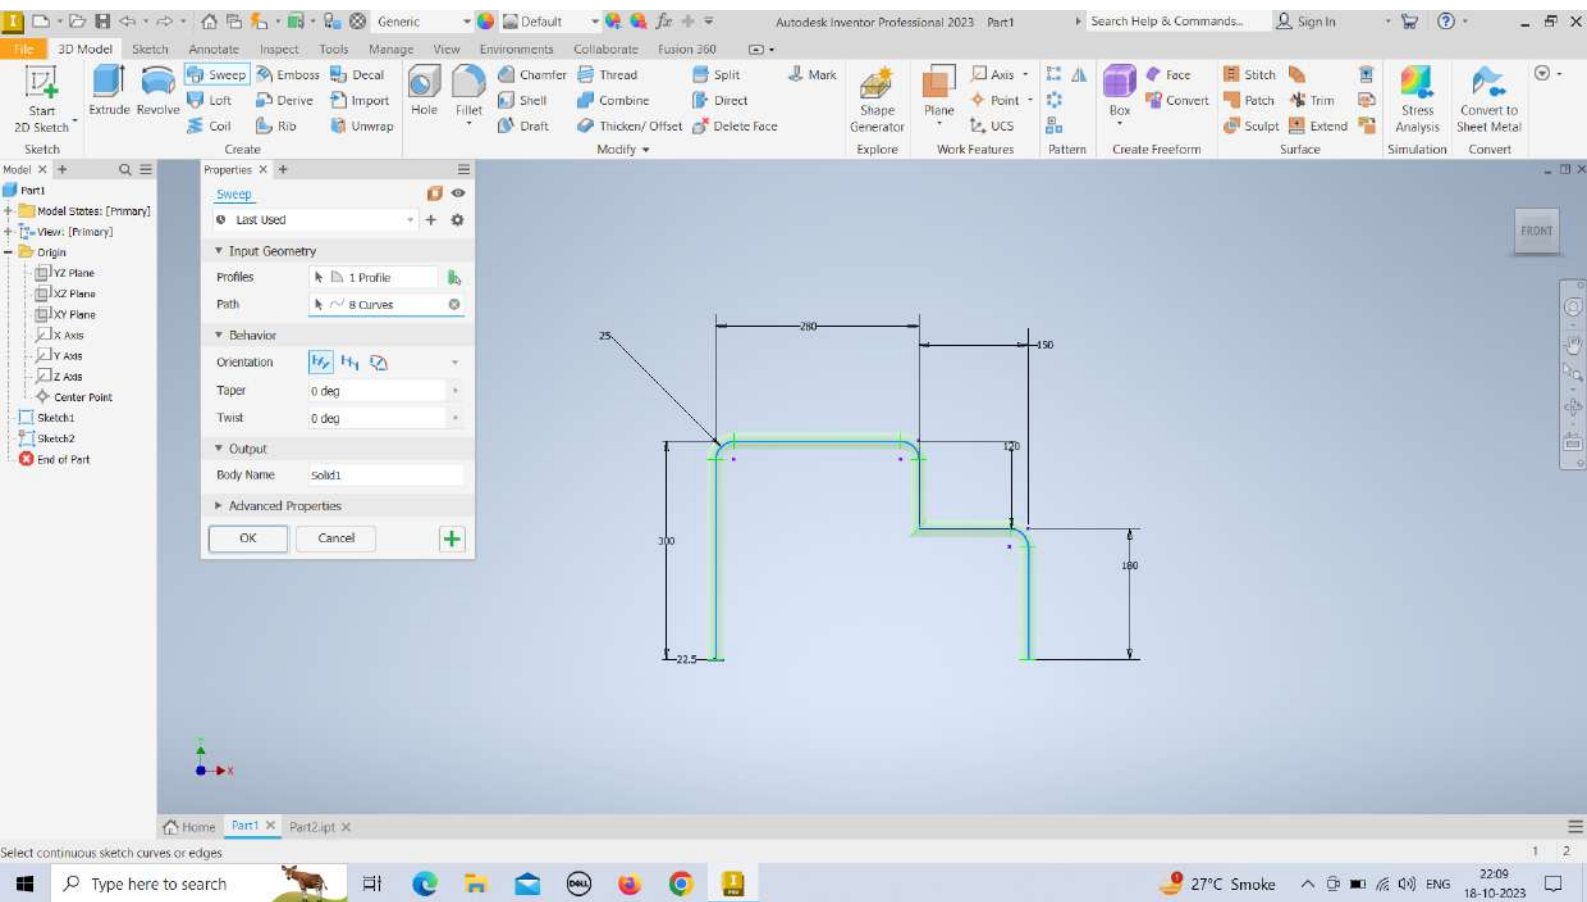 Generic Default fx Autodesk Inventor Professional 2023 Part1 Search Help & Commands... Sign In
File 3D Model Sketch Annotate Inspect Tools Manage View Environments Collaborate Fusion 360
Sweep Emboss Decal Chamfer Thread Split Mark Axis Face Stitch
Loft Derive Import Shell Combine Direct Point Convert Patch Trim
Coil Rib Unwrap Draft Thicken/ Offset Delete Face UCS Sculpt Extend
Start 2D Sketch Extrude Revolve Hole Fillet Shape Generator Plane Box Stress Analysis Convert to Sheet Metal
Sketch Create Modify Explore Work Features Pattern Create Freeform Surface Simulation Convert
Model
Part1
Model States: [Primary]
View: [Primary]
Origin
YZ Plane
XZ Plane
XY Plane
X Axis
Y Axis
Z Axis
Center Point
Sketch1
Sketch2
End of Part
Properties
Sweep
Last Used
Input Geometry
Profiles 1 Profile
Path 8 Curves
Behavior
Orientation
Taper 0 deg
Twist 0 deg
Output
Body Name Solid1
Advanced Properties
OK Cancel
FRONT
280
25
150
120
300
180
22.5
X
Home Part1 Part2.ipt
Select continuous sketch curves or edges 1 2
Type here to search DELL PRO 27°C Smoke ENG 22:09
18-10-2023